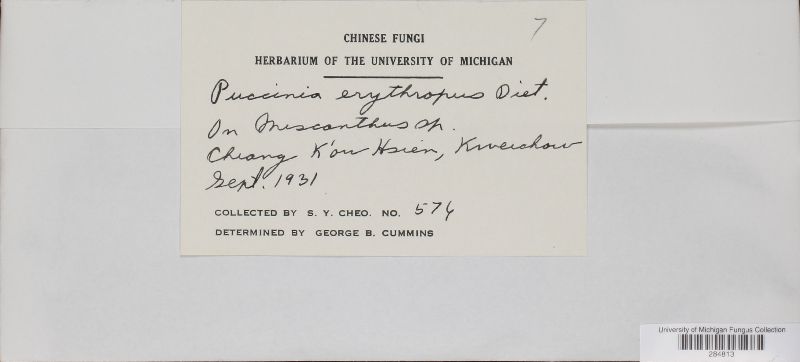 7
CHINESE FUNGI
HERBARIUM OF THE UNIVERSITY OF MICHIGAN
Puccinia erythropus Diet.
On Miscanthus sp.
Chiang K'ou Hsien, Kweichow
Sept. 1931
COLLECTED BY S. Y. CHEO. NO. 574
DETERMINED BY GEORGE B. CUMMINS
University of Michigan Fungus Collection
284813